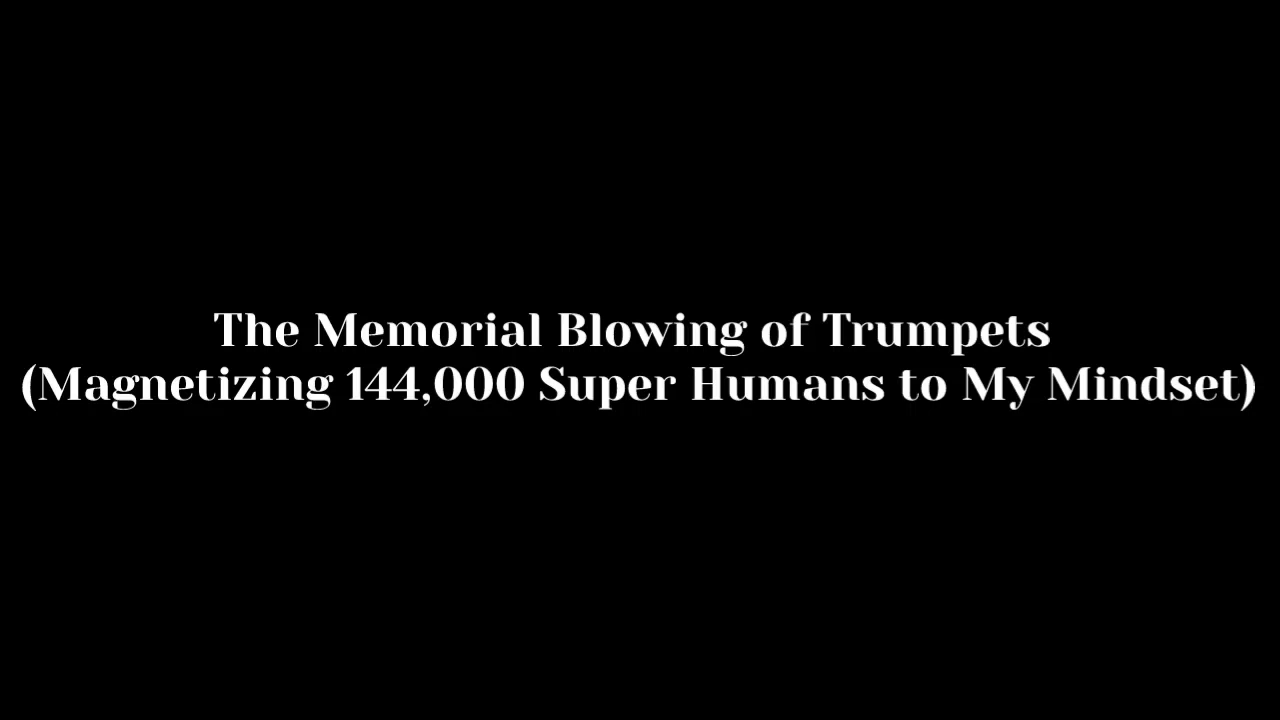 The Memorial Blowing of Trumpets
(Magnetizing 144,000 Super Humans to My Mindset)